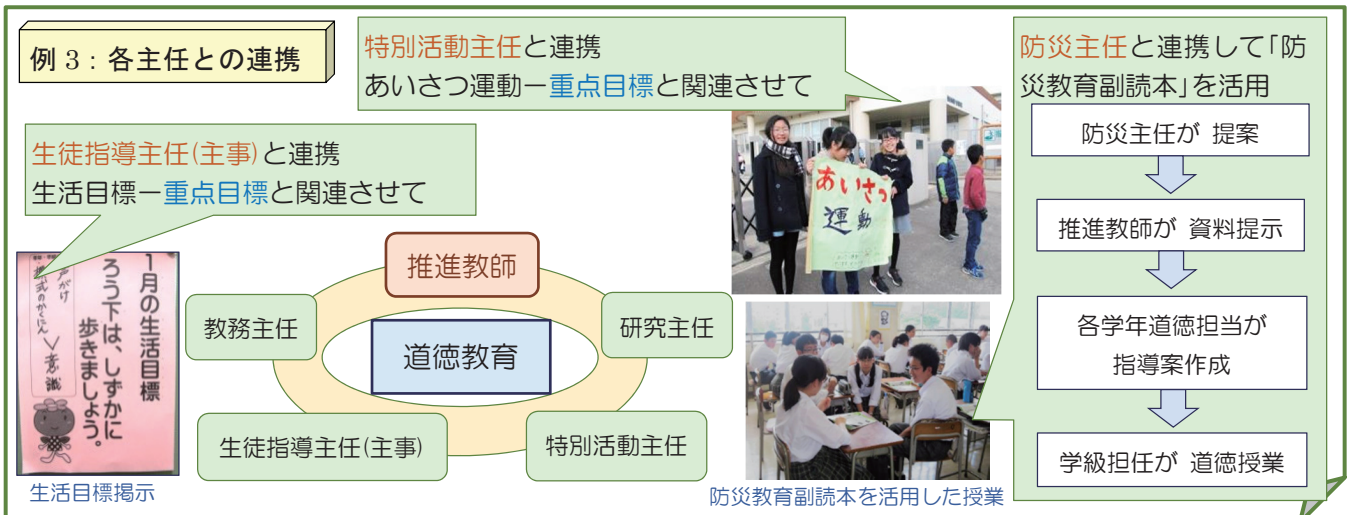 例3:各主任との連携
特別活動主任と連携
あいさつ運動ー重点目標と関連させて
生徒指導主任(主事)と連携
生活目標ー重点目標と関連させて
防災主任と連携して「防
災教育副読本」を活用
防災主任が 提案
推進教師が 資料提示
各学年道徳担当が
指導案作成
学級担任が 道徳授業
推進教師
教務主任
研究主任
道徳教育
生徒指導主任(主事)
特別活動主任
1月の生活目標
ろう下は、しずかに
歩きましょう。
声がけ
意識
生活目標掲示
あいさつ
運動
防災教育副読本を活用した授業